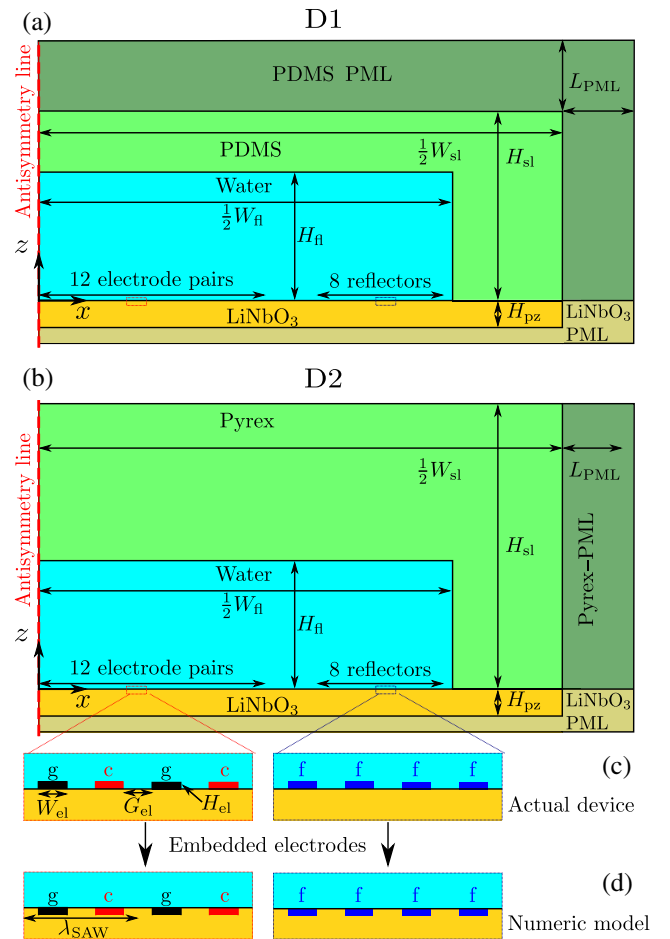 (a) D1
Antisymmetry line
PDMS PML
L_PML
PDMS
½W_sl
H_sl
Water
½W_fl
H_fl
z
12 electrode pairs
8 reflectors
x
LiNbO₃
H_pz
LiNbO₃
PML
(b) D2
Antisymmetry line
Pyrex
½W_sl
L_PML
H_sl
Pyrex-PML
Water
½W_fl
H_fl
z
12 electrode pairs
8 reflectors
x
LiNbO₃
H_pz
LiNbO₃
PML
g c g c
f f f f
(c)
W_el G_el H_el
Actual device
Embedded electrodes
(d)
g c g c
f f f f
λ_SAW
Numeric model